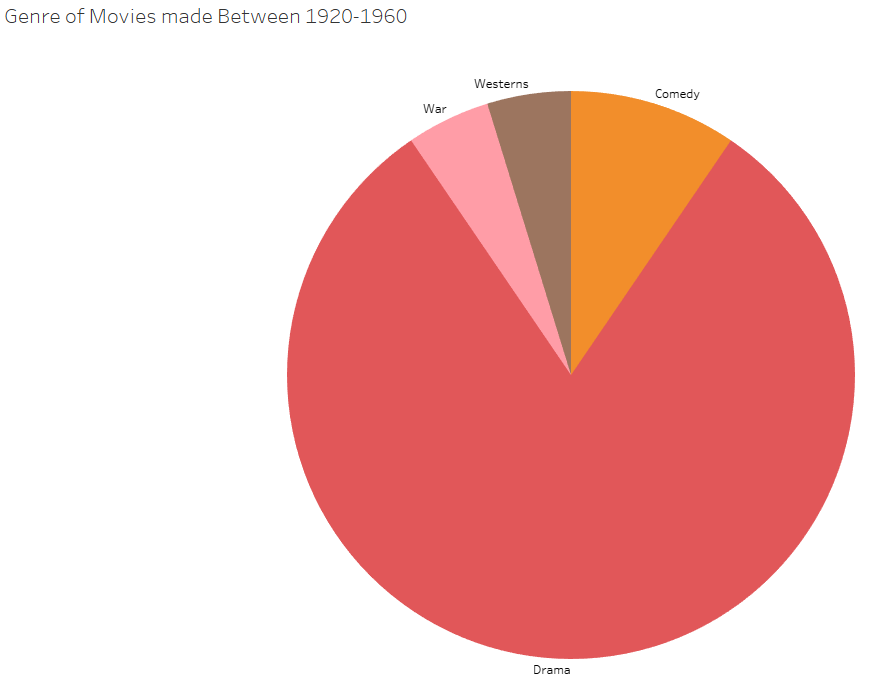 Genre of Movies made Between 1920-1960
Westerns
Comedy
War
Drama